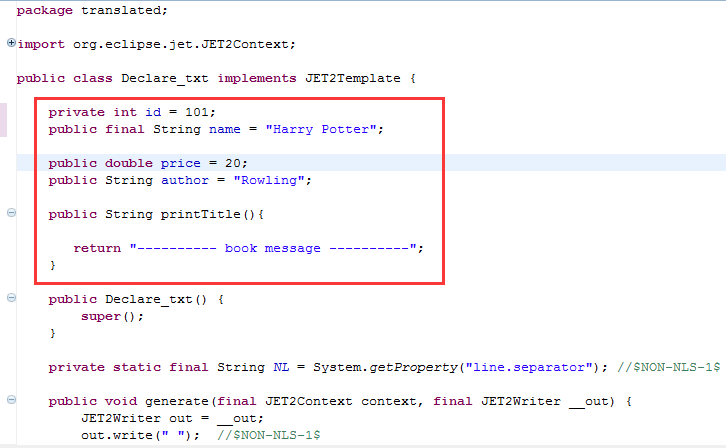 package translated;
import org.eclipse.jet.JET2Context;
public class Declare_txt implements JET2Template {
private int id = 101;
public final String name = "Harry Potter";
public double price = 20;
public String author = "Rowling";
public String printTitle(){
return "---------- book message ----------";
}
public Declare_txt() {
super();
}
private static final String NL = System.getProperty("line.separator"); //$NON-NLS-1$
public void generate(final JET2Context context, final JET2Writer __out) {
JET2Writer out = __out;
out.write(" ");  //$NON-NLS-1$